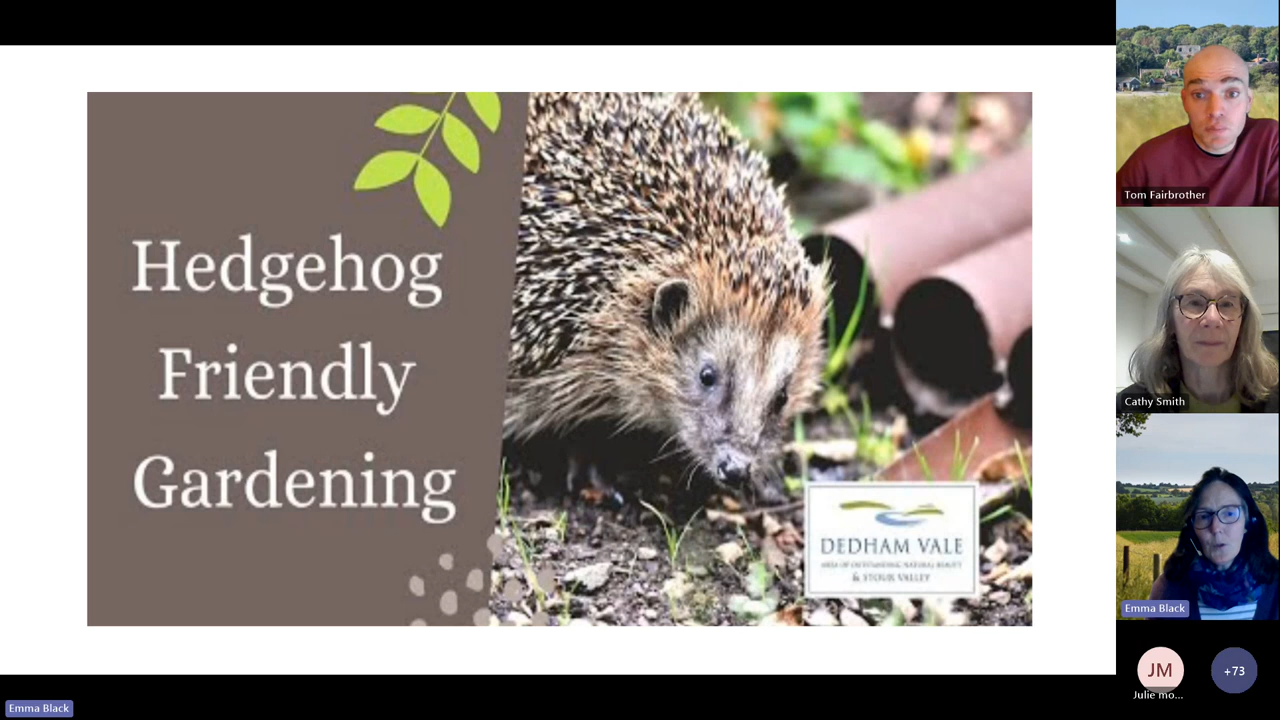 Hedgehog
Friendly
Gardening
DEDHAM VALE
AREA OF OUTSTANDING NATURAL BEAUTY
& STOUR VALLEY
Tom Fairbrother
Cathy Smith
Emma Black
JM
+73
Julie mo...
Emma Black